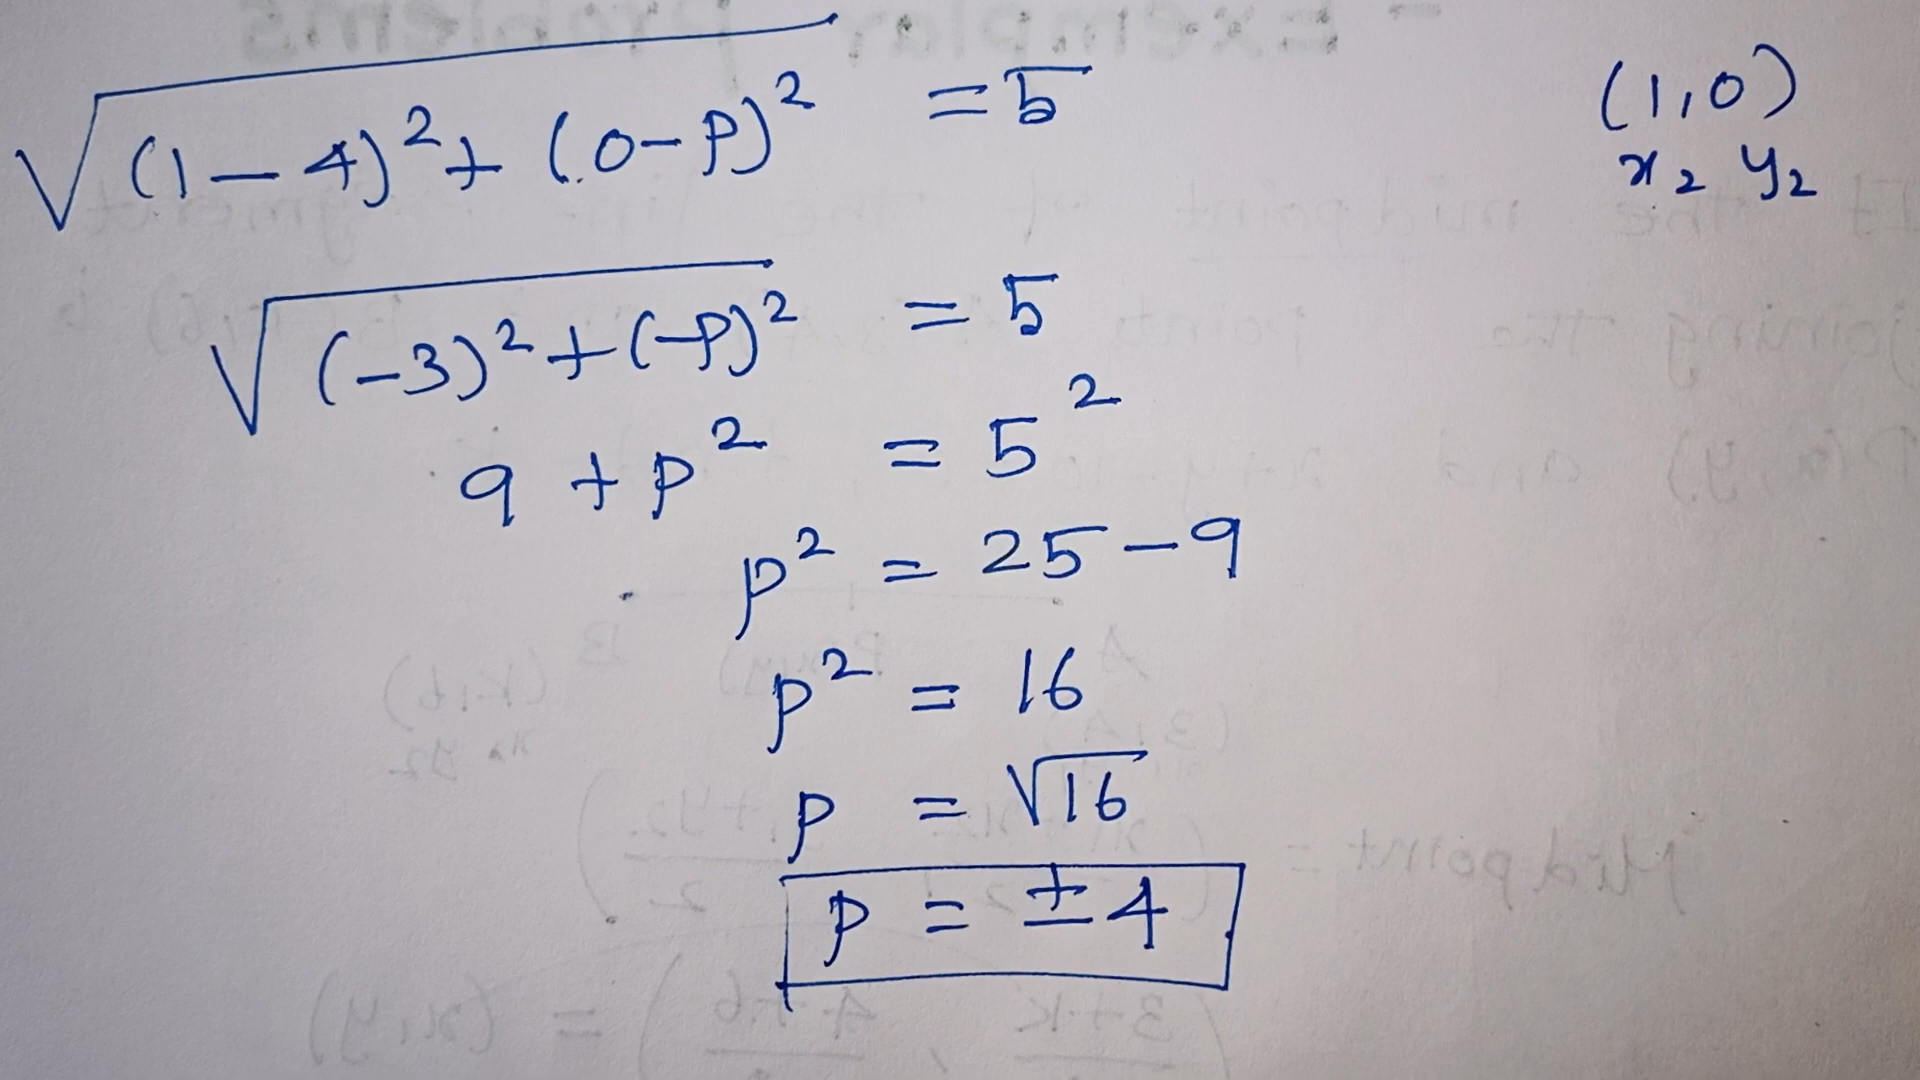 √(1-4)²+(0-P)² = 5
(1,0)
x₂ y₂
√(-3)²+(-P)² = 5
9 + p² = 5²
p² = 25-9
p² = 16
p = √16
P = ±4